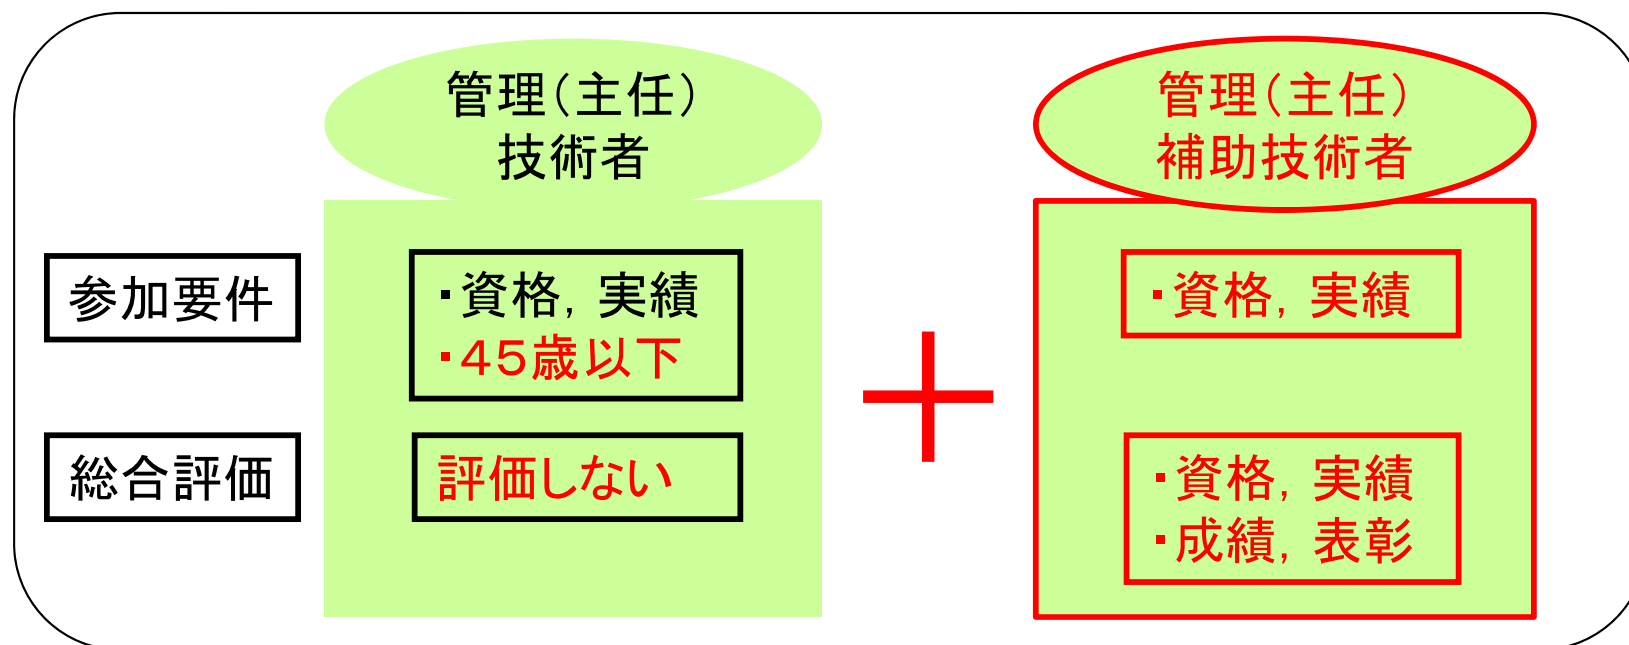 管理（主任）
技術者
管理（主任）
補助技術者
参加要件
・資格，実績
・４５歳以下
・資格，実績
総合評価
評価しない
・資格，実績
・成績，表彰